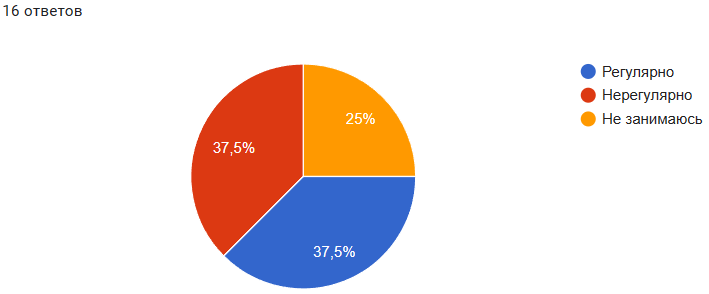 16 ответов
Регулярно
Нерегулярно
Не занимаюсь
25%
37,5%
37,5%